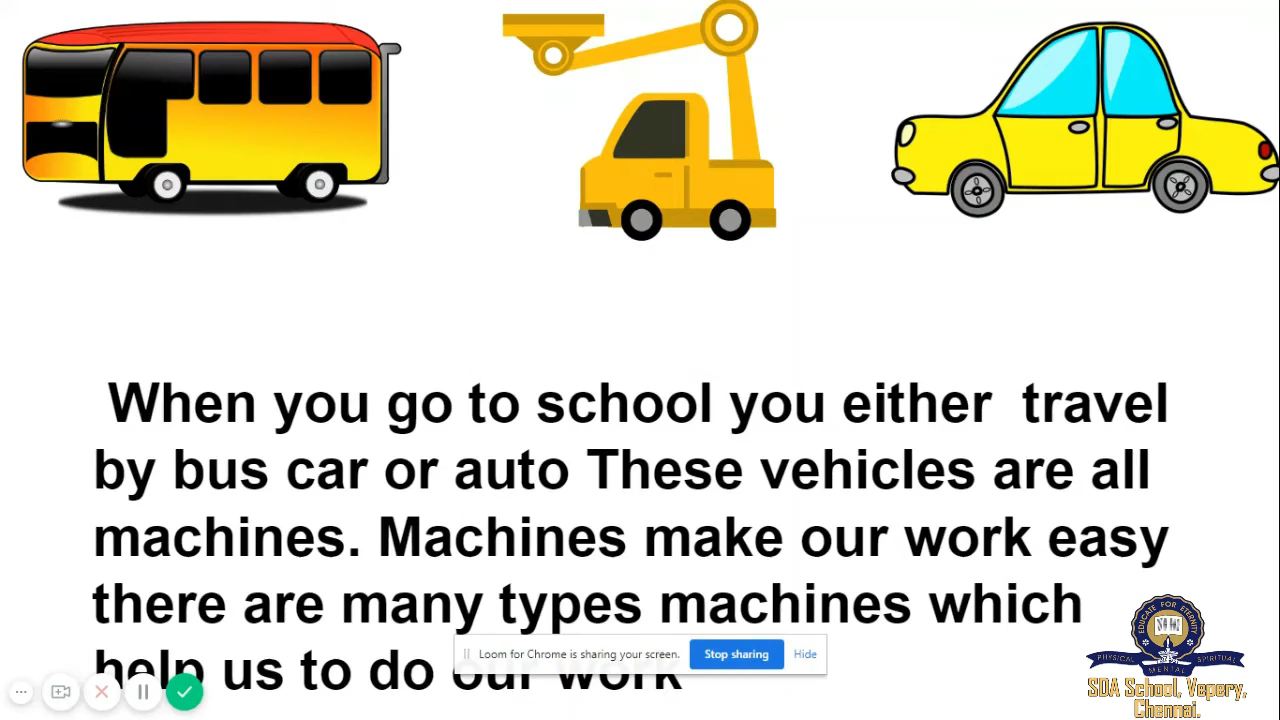 When you go to school you either travel
by bus car or auto These vehicles are all
machines. Machines make our work easy
there are many types machines which
help us to do our work
Loom for Chrome is sharing your screen. Stop sharing Hide
EDUCATE FOR ETERNITY
PHYSICAL MENTAL SPIRITUAL
SDA School, Vepery,
Chennai.